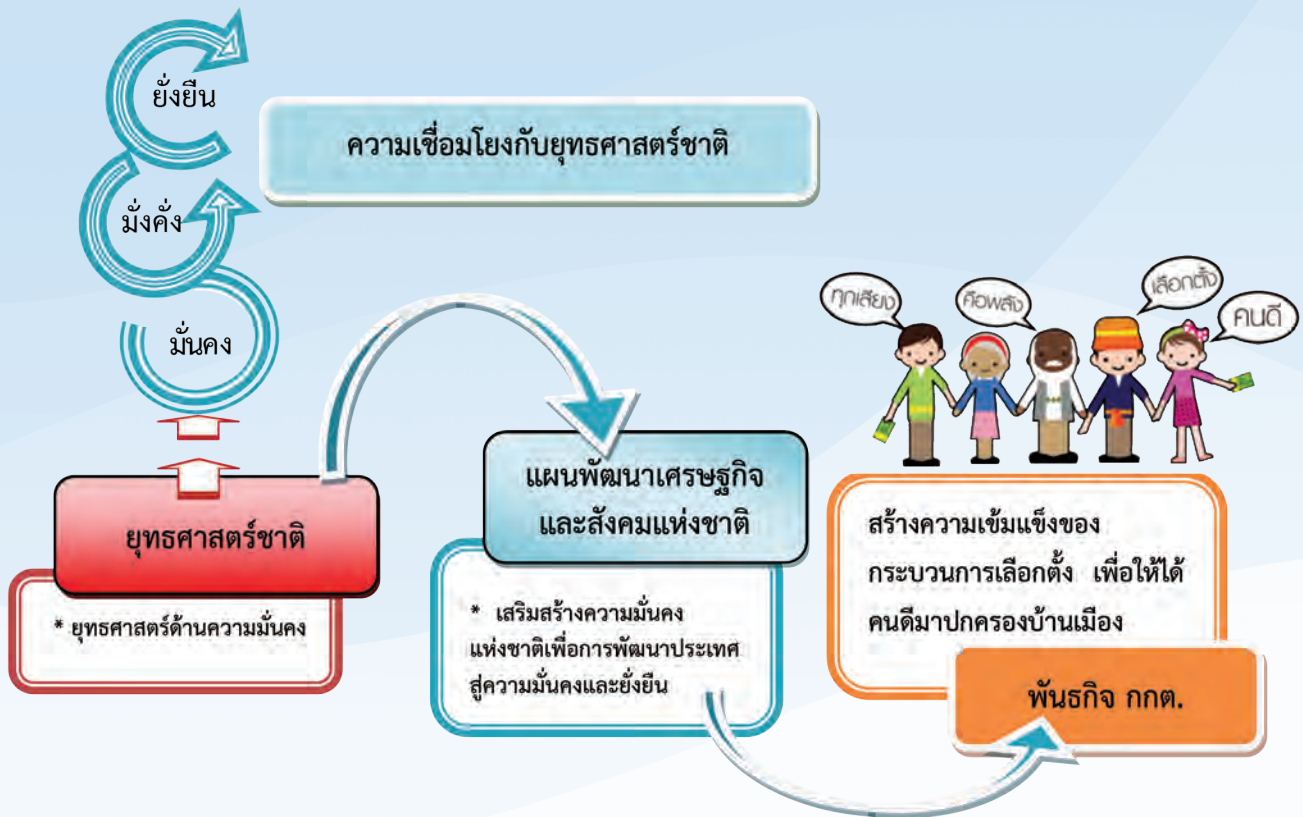 ยั่งยืน
ความเชื่อมโยงกับยุทธศาสตร์ชาติ
มั่งคั่ง
มั่นคง
ทุกเสียง
คือพลัง
เลือกตั้ง
คนดี
ยุทธศาสตร์ชาติ
* ยุทธศาสตร์ด้านความมั่นคง
แผนพัฒนาเศรษฐกิจ
และสังคมแห่งชาติ
* เสริมสร้างความมั่นคง
แห่งชาติเพื่อการพัฒนาประเทศ
สู่ความมั่นคงและยั่งยืน
สร้างความเข้มแข็งของ
กระบวนการเลือกตั้ง เพื่อให้ได้
คนดีมาปกครองบ้านเมือง
พันธกิจ กกต.